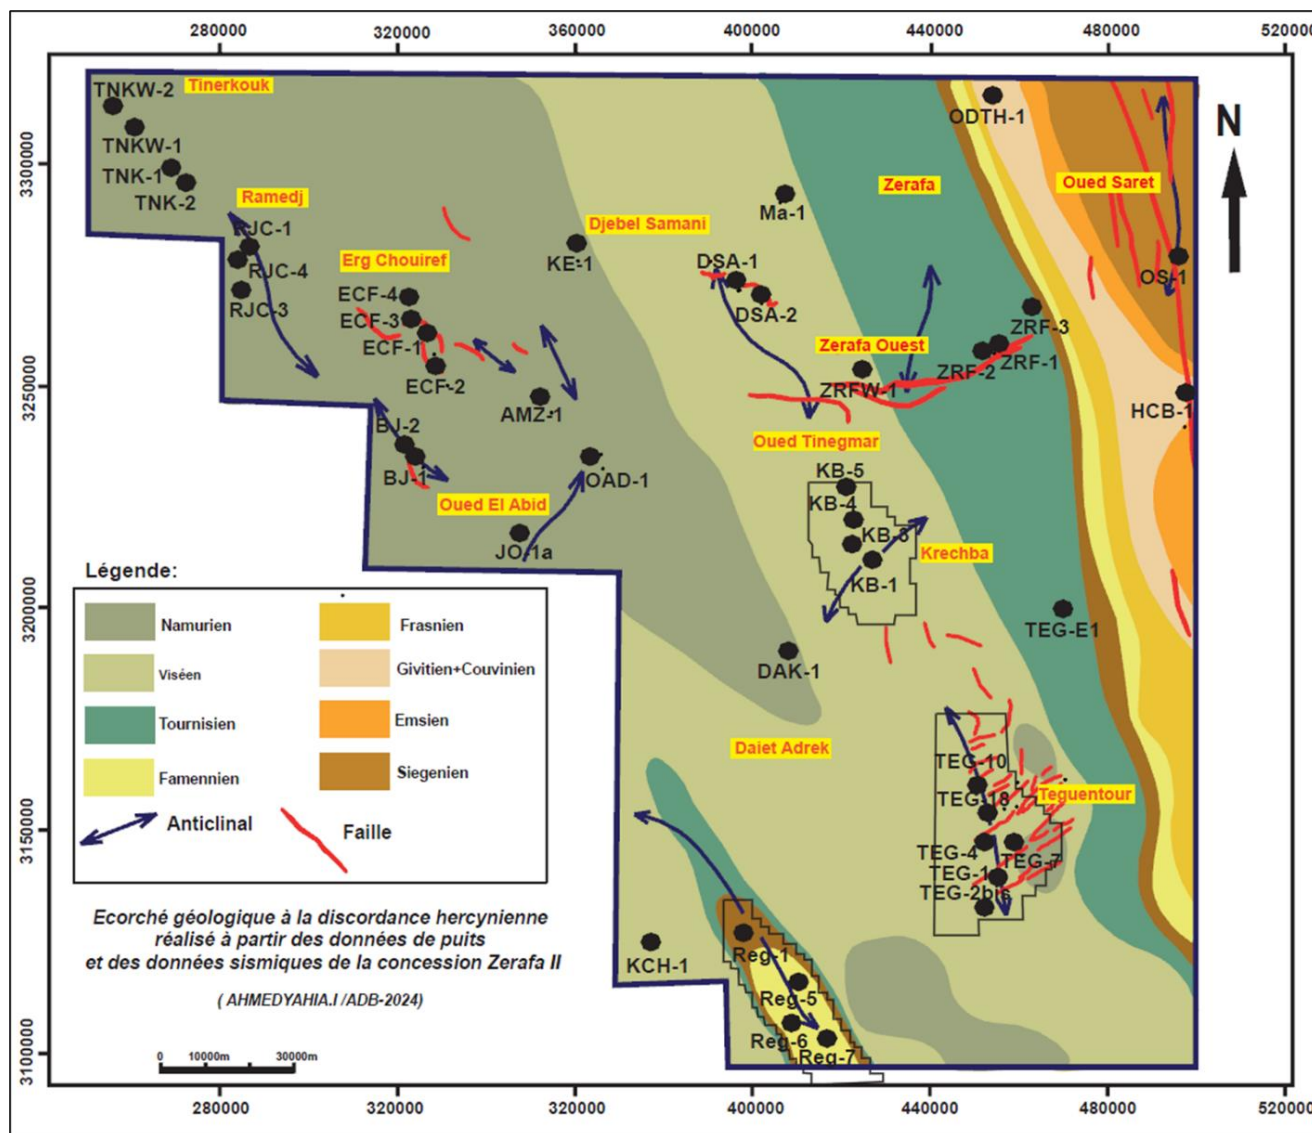 280000 320000 360000 400000 440000 480000 520000
3300000
3250000
3200000
3150000
3100000
Tinerkouk
TNKW-2
TNKW-1
TNK-1
TNK-2
Ramedj
RJC-1
RJC-4
RJC-3
Erg Chouiref
ECF-4
ECF-3
ECF-1
ECF-2
KE-1
Djebel Samani
DSA-1
DSA-2
Ma-1
Zerafa
ODTH-1
Oued Saret
OS-1
N
ZRF-3
ZRF-1
ZRF-2
Zerafa Ouest
ZRFW-1
HCB-1
AMZ-1
BJ-2
BJ-1
OAD-1
Oued El Abid
JO-1a
Oued Tinegmar
KB-5
KB-4
KB-3
KB-1
Krechba
TEG-E1
DAK-1
Daiet Adrek
TEG-10
Teguentour
TEG-18
TEG-4
TEG-7
TEG-1
TEG-2bis
KCH-1
Reg-1
Reg-5
Reg-6
Reg-7
Légende:
Namurien
Viséen
Tournisien
Famennien
Frasnien
Givitien+Couvinien
Emsien
Siegenien
Anticlinal
Faille
Ecorché géologique à la discordance hercynienne
réalisé à partir des données de puits
et des données sismiques de la concession Zerafa II
( AHMEDYAHIA.I /ADB-2024)
0 10000m 30000m
280000 320000 360000 400000 440000 480000 520000